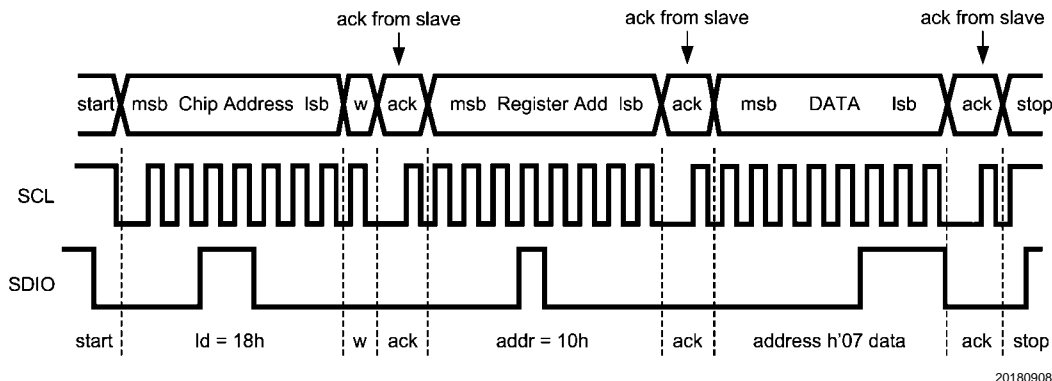 ack from slave ack from slave ack from slave
start msb Chip Address lsb w ack msb Register Add lsb ack msb DATA lsb ack stop
SCL
SDIO
start Id = 18h w ack addr = 10h ack address h'07 data ack stop
20180908